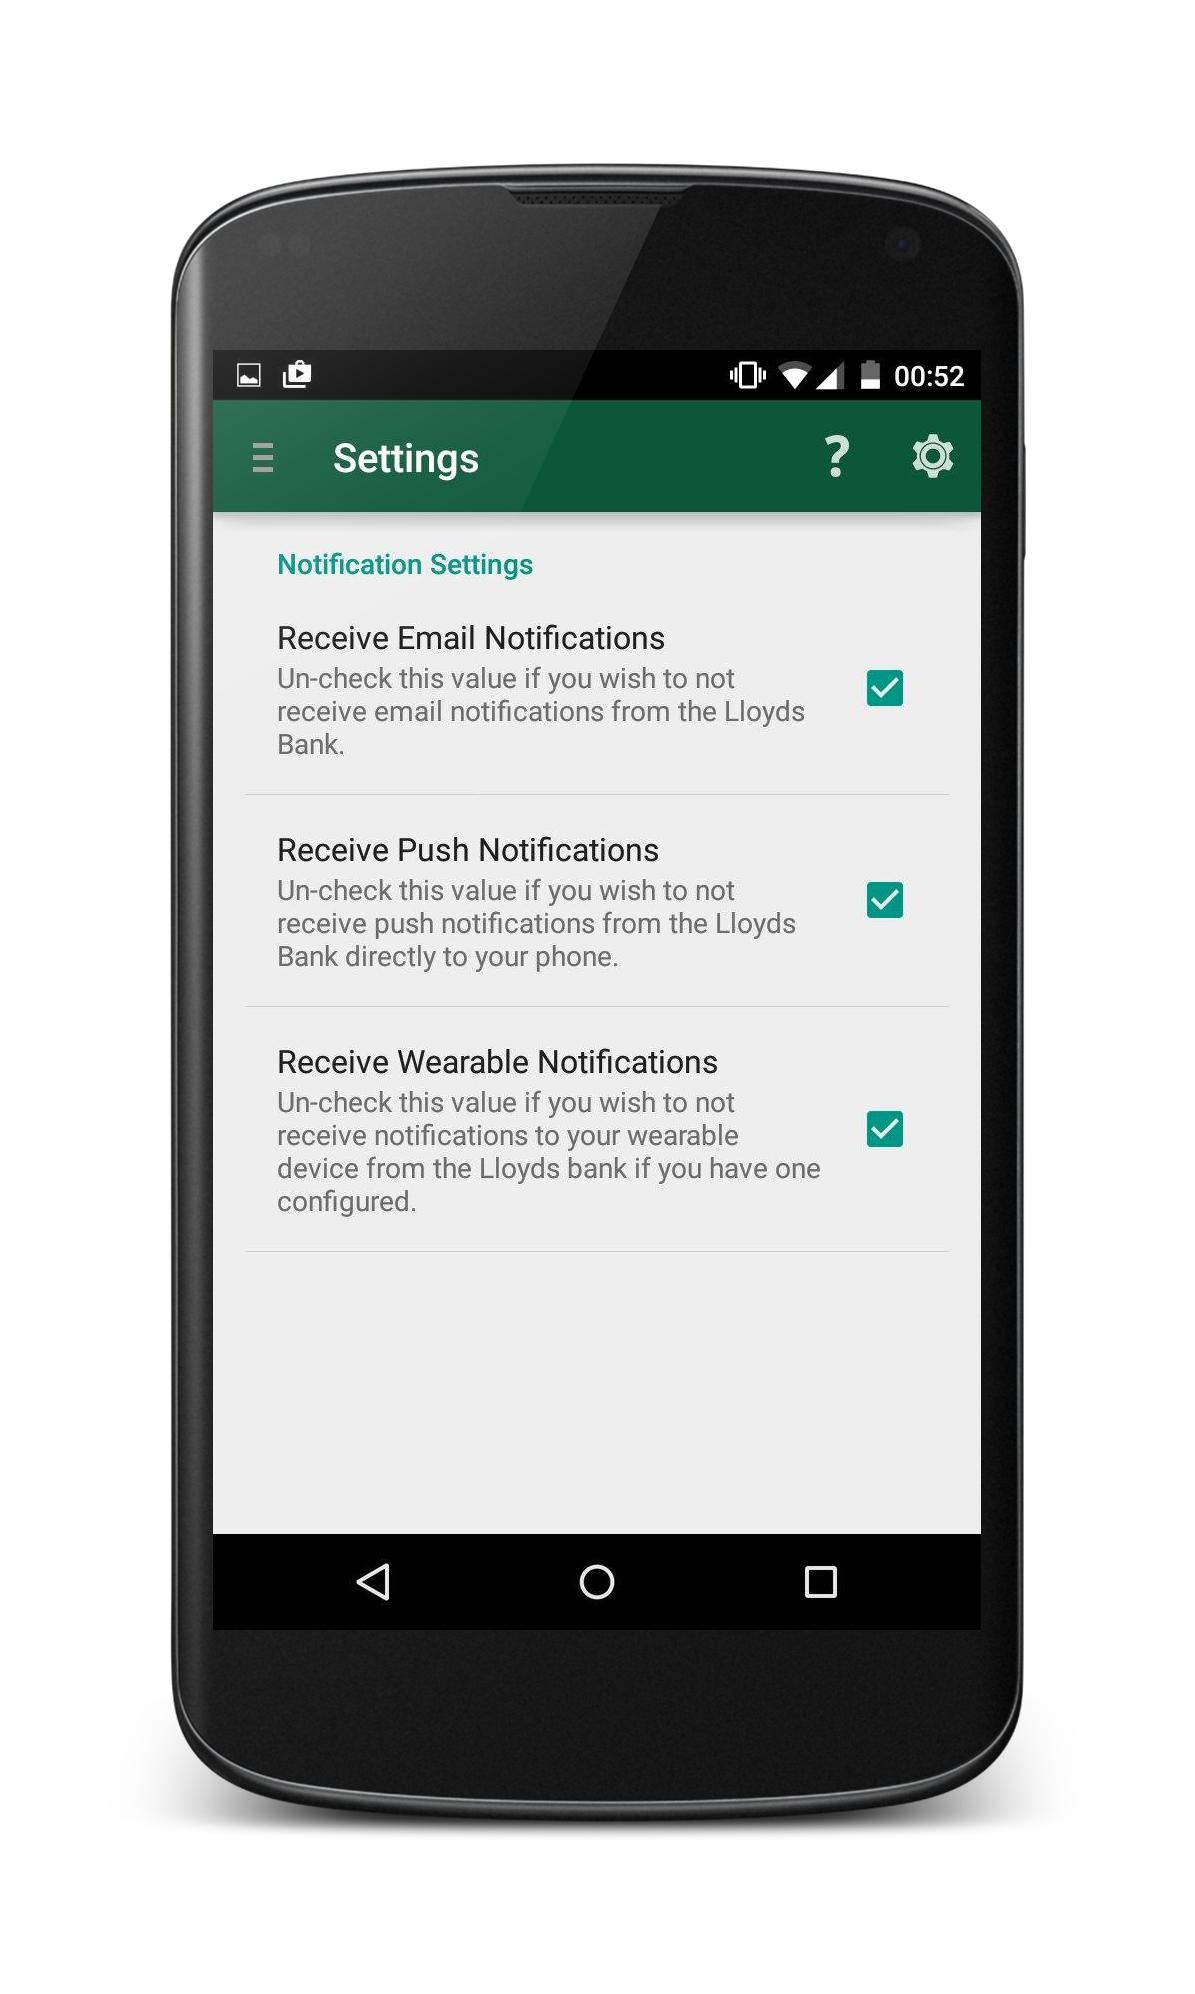 00:52
Settings
?
Notification Settings
Receive Email Notifications
Un-check this value if you wish to not
receive email notifications from the Lloyds
Bank.
Receive Push Notifications
Un-check this value if you wish to not
receive push notifications from the Lloyds
Bank directly to your phone.
Receive Wearable Notifications
Un-check this value if you wish to not
receive notifications to your wearable
device from the Lloyds bank if you have one
configured.